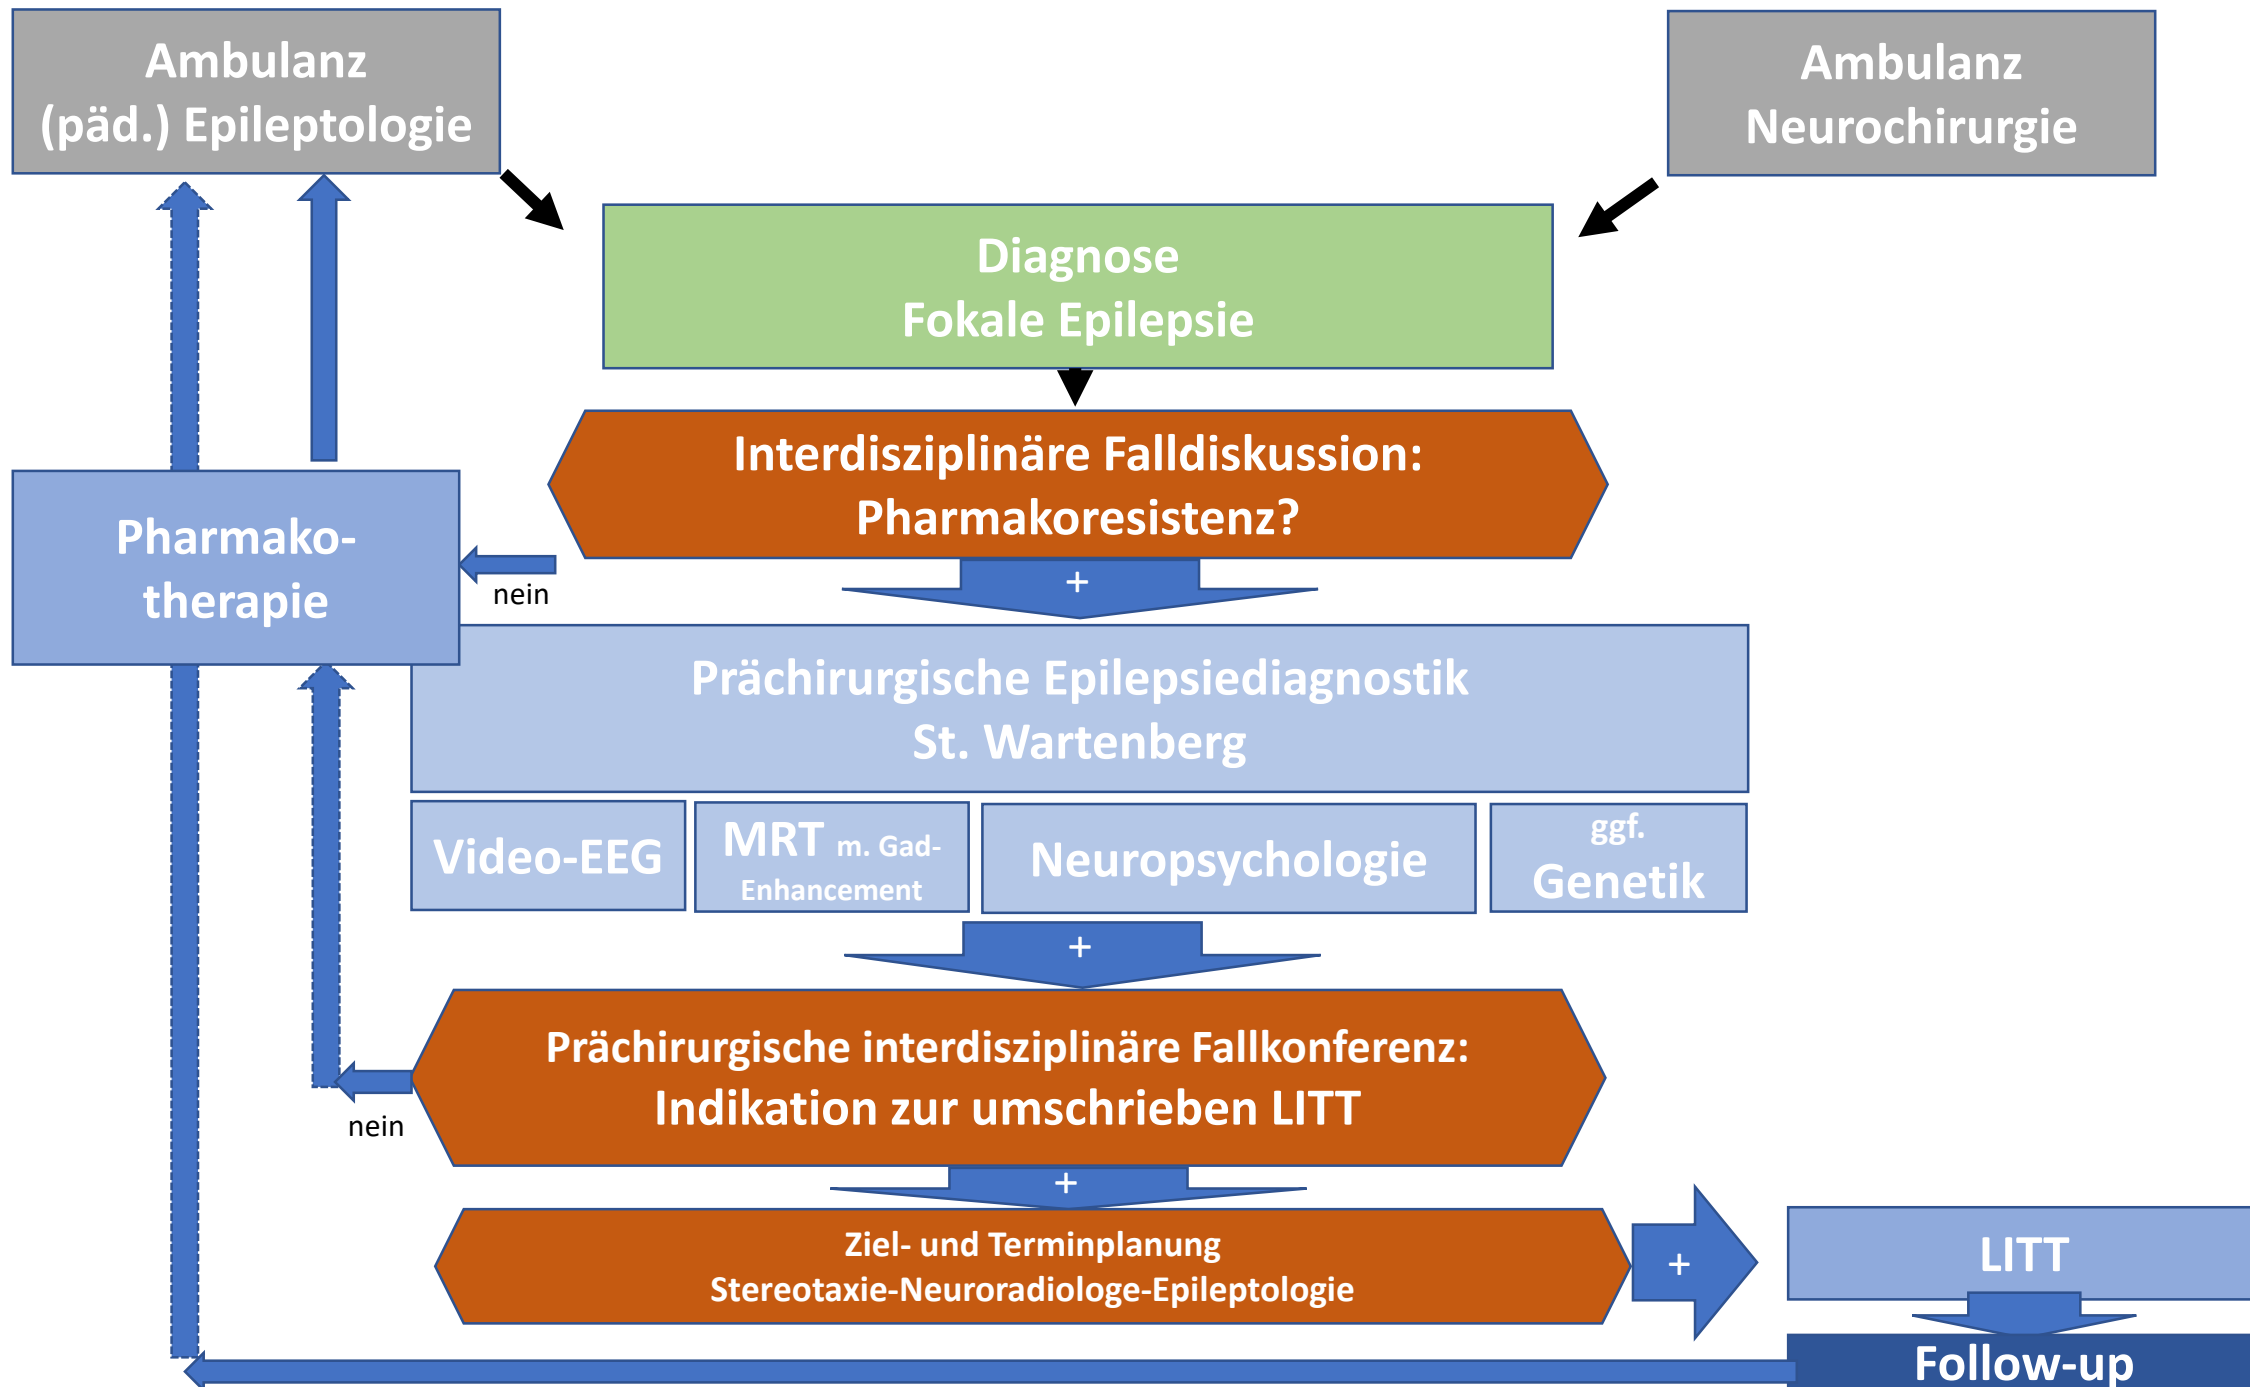 Ambulanz
(päd.) Epileptologie
Ambulanz
Neurochirurgie
Diagnose
Fokale Epilepsie
Interdisziplinäre Falldiskussion:
Pharmakoresistenz?
Pharmako-
therapie
nein
+
Prächirurgische Epilepsiediagnostik
St. Wartenberg
Video-EEG
MRT m. Gad-
Enhancement
Neuropsychologie
ggf.
Genetik
+
Prächirurgische interdisziplinäre Fallkonferenz:
Indikation zur umschrieben LITT
nein
+
Ziel- und Terminplanung
Stereotaxie-Neuroradiologe-Epileptologie
+
LITT
Follow-up